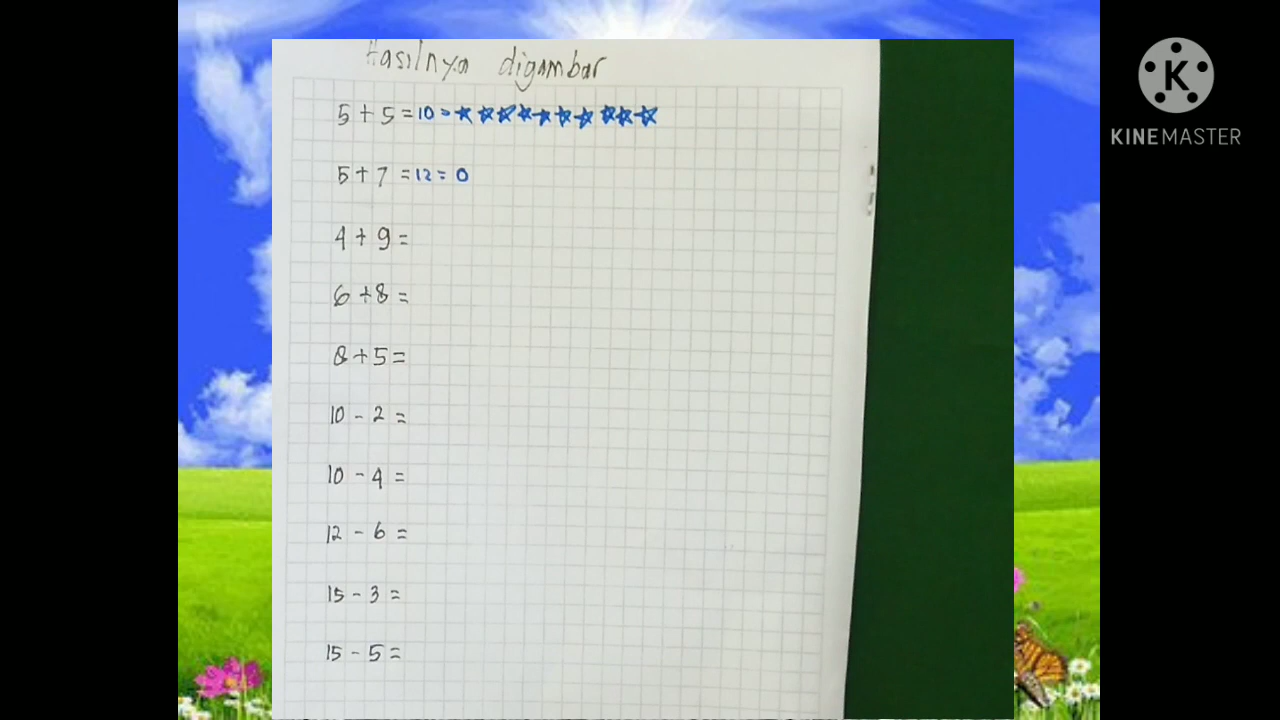 Hasilnya digambar
5 + 5 = 10 =
5 + 7 = 12 = 0
4 + 9 =
6 + 8 =
8 + 5 =
10 - 2 =
10 - 4 =
12 - 6 =
15 - 3 =
15 - 5 =
K
KINEMASTER